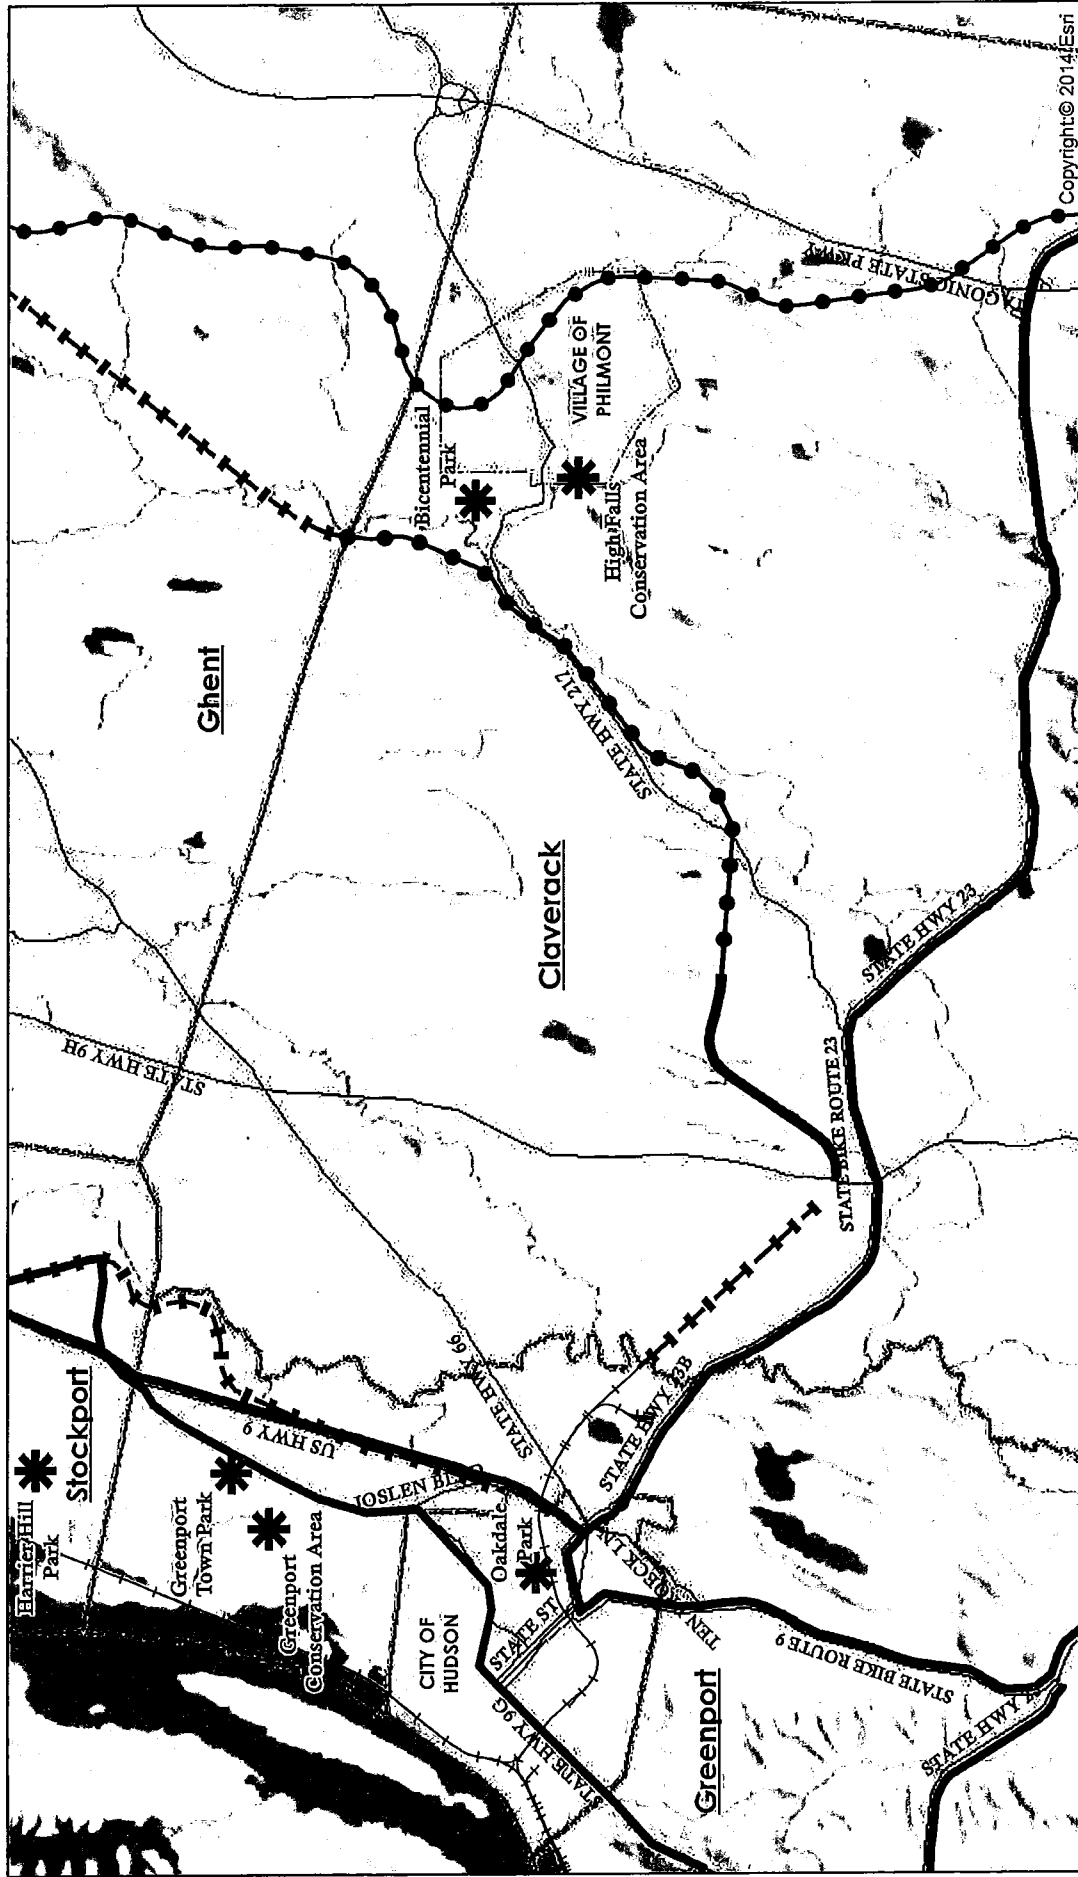 Harrier Hill
Park
Stockport
Greenport
Town Park
Greenport
Conservation Area
US HWY 9
JOSLEN BLVD
Oakdale
Park
CITY OF
HUDSON
STATE ST
STATE HWY 9G
Greenport
TEN BROECK LN
STATE BIKE ROUTE 9
STATE HWY 23
STATE HWY 66
STATE HWY 23B
STATE HWY 9H
Ghent
Claverack
STATE BIKE ROUTE 23
STATE HWY 23
STATE HWY 217
Bicentennial
Park
High Falls
Conservation Area
VILLAGE OF
PHILMONT
TACONIC STATE PKWY
Copyright:© 2014 Esri